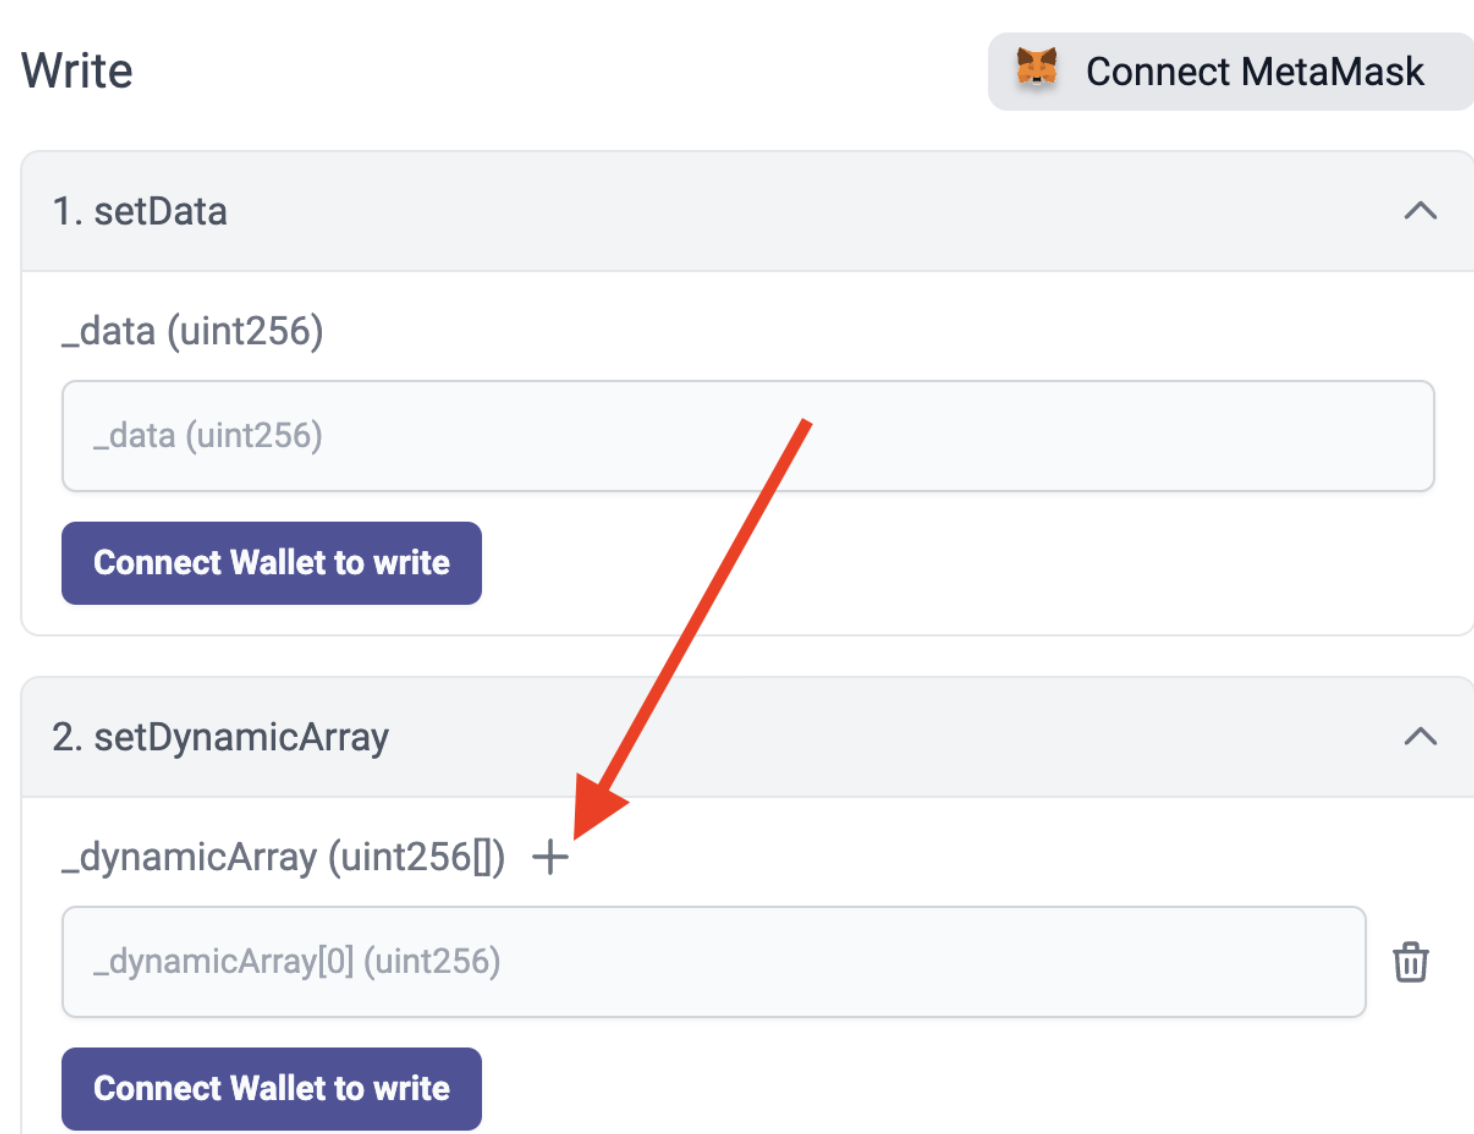 Write
Connect MetaMask
1. setData
_data (uint256)
_data (uint256)
Connect Wallet to write
2. setDynamicArray
_dynamicArray (uint256[]) +
_dynamicArray[0] (uint256)
Connect Wallet to write